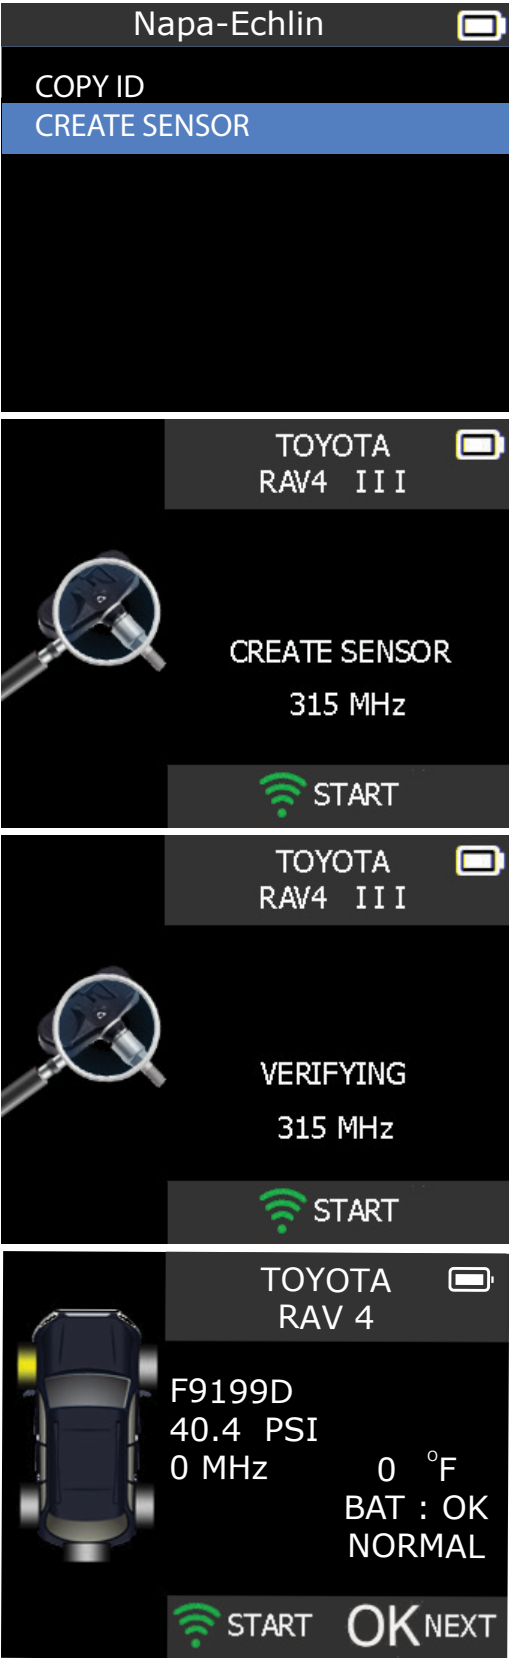 Napa-Echlin
COPY ID
CREATE SENSOR
TOYOTA
RAV4 III
CREATE SENSOR
315 MHz
START
TOYOTA
RAV4 III
VERIFYING
315 MHz
START
TOYOTA
RAV 4
F9199D
40.4 PSI
0 MHz 0 °F
BAT : OK
NORMAL
START OK NEXT